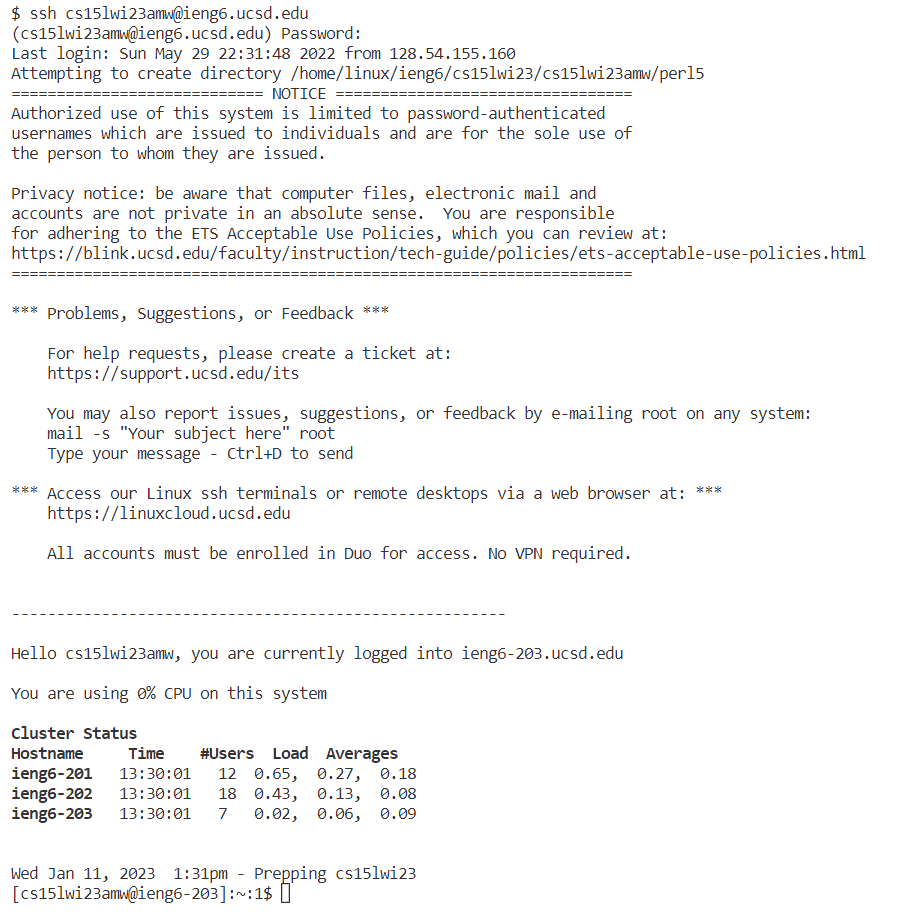 $ ssh cs15lwi23amw@ieng6.ucsd.edu
(cs15lwi23amw@ieng6.ucsd.edu) Password:
Last login: Sun May 29 22:31:48 2022 from 128.54.155.160
Attempting to create directory /home/linux/ieng6/cs15lwi23/cs15lwi23amw/perl5
============================ NOTICE =================================
Authorized use of this system is limited to password-authenticated
usernames which are issued to individuals and are for the sole use of
the person to whom they are issued.

Privacy notice: be aware that computer files, electronic mail and
accounts are not private in an absolute sense.  You are responsible
for adhering to the ETS Acceptable Use Policies, which you can review at:
https://blink.ucsd.edu/faculty/instruction/tech-guide/policies/ets-acceptable-use-policies.html
=====================================================================

*** Problems, Suggestions, or Feedback ***

    For help requests, please create a ticket at:
    https://support.ucsd.edu/its

    You may also report issues, suggestions, or feedback by e-mailing root on any system:
    mail -s "Your subject here" root
    Type your message - Ctrl+D to send

*** Access our Linux ssh terminals or remote desktops via a web browser at: ***
    https://linuxcloud.ucsd.edu

    All accounts must be enrolled in Duo for access. No VPN required.

-------------------------------------------------------

Hello cs15lwi23amw, you are currently logged into ieng6-203.ucsd.edu

You are using 0% CPU on this system

Cluster Status
Hostname     Time    #Users  Load  Averages
ieng6-201   13:30:01   12  0.65,  0.27,  0.18
ieng6-202   13:30:01   18  0.43,  0.13,  0.08
ieng6-203   13:30:01   7   0.02,  0.06,  0.09

Wed Jan 11, 2023  1:31pm - Prepping cs15lwi23
[cs15lwi23amw@ieng6-203]:~:1$